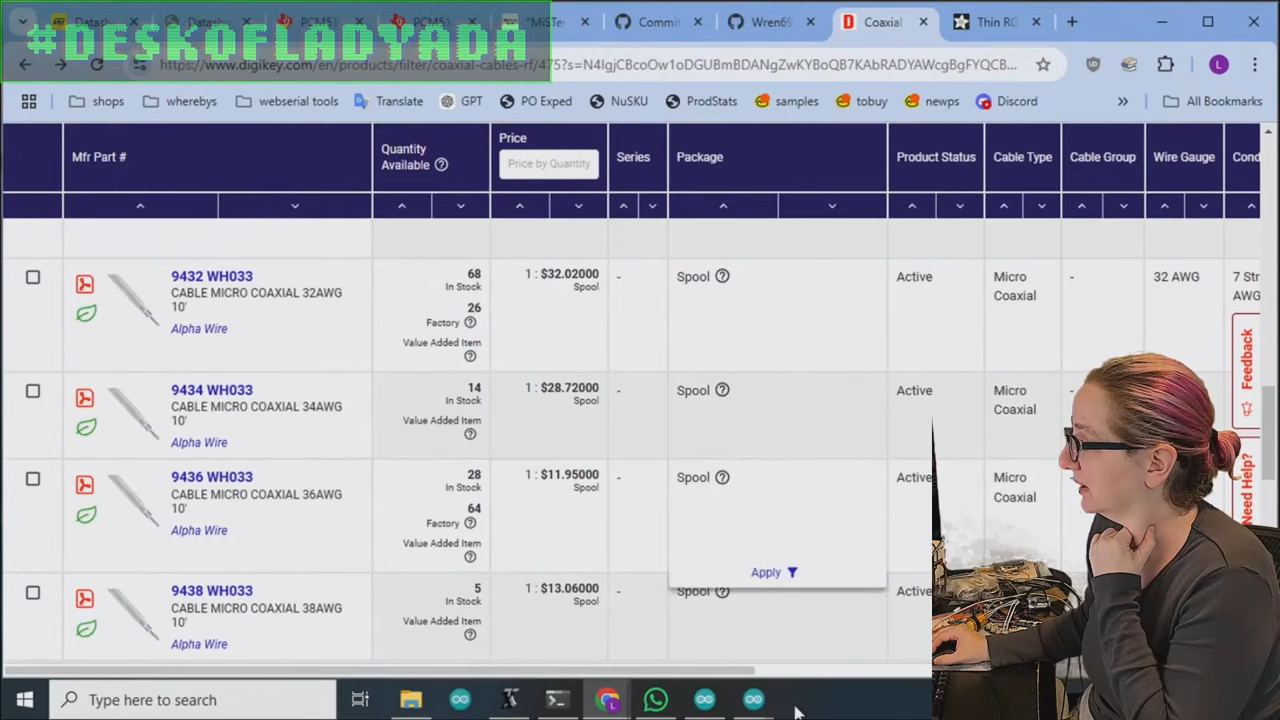 #DESKOFLADYADA
Datash
PCM51
PCM51
"MiSTer
Commit
Wren69
Coaxial
Thin RG
https://www.digikey.com/en/products/filter/coaxial-cables-rf/475?s=
L
shops
wherebys
webserial tools
Translate
GPT
PO Exped
NuSKU
ProdStats
samples
tobuy
newps
Discord
»
All Bookmarks
Mfr Part #
Quantity
Available
Price
Price by Quantity
Series
Package
Product Status
Cable Type
Cable Group
Wire Gauge
Cond
9432 WH033
CABLE MICRO COAXIAL 32AWG
10'
Alpha Wire
68
In Stock
26
Factory
Value Added Item
1 : $32.02000
Spool
-
Spool
Active
Micro
Coaxial
-
32 AWG
7 Str
AWG
9434 WH033
CABLE MICRO COAXIAL 34AWG
10'
Alpha Wire
14
In Stock
Value Added Item
1 : $28.72000
Spool
-
Spool
Active
Micro
Coaxial
-
9436 WH033
CABLE MICRO COAXIAL 36AWG
10'
Alpha Wire
28
In Stock
64
Factory
Value Added Item
1 : $11.95000
Spool
-
Spool
Apply
Active
Micro
Coaxial
9438 WH033
CABLE MICRO COAXIAL 38AWG
10'
Alpha Wire
5
In Stock
Value Added Item
1 : $13.06000
Spool
-
Spool
Active
Feedback
Need Help?
Type here to search